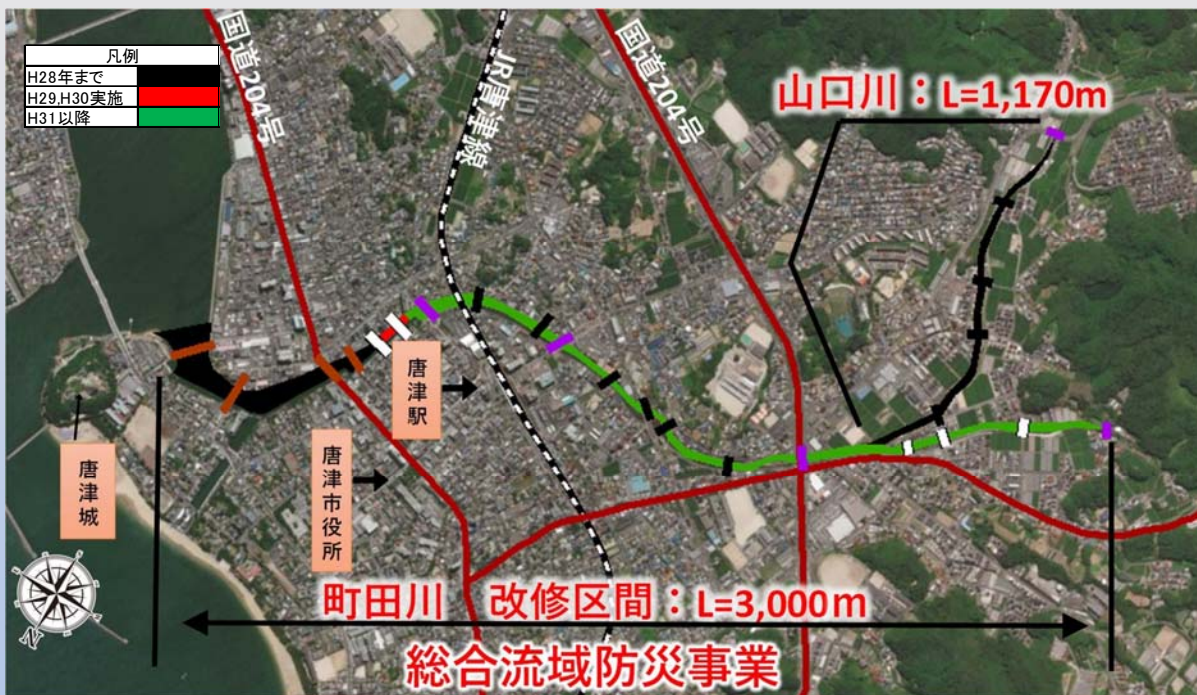 凡例
H28年まで
H29,H30実施
H31以降
国道204号
JR唐津線
国道204号
山口川：L=1,170m
唐津駅
唐津市役所
唐津城
N
町田川　改修区間：L=3,000m
総合流域防災事業